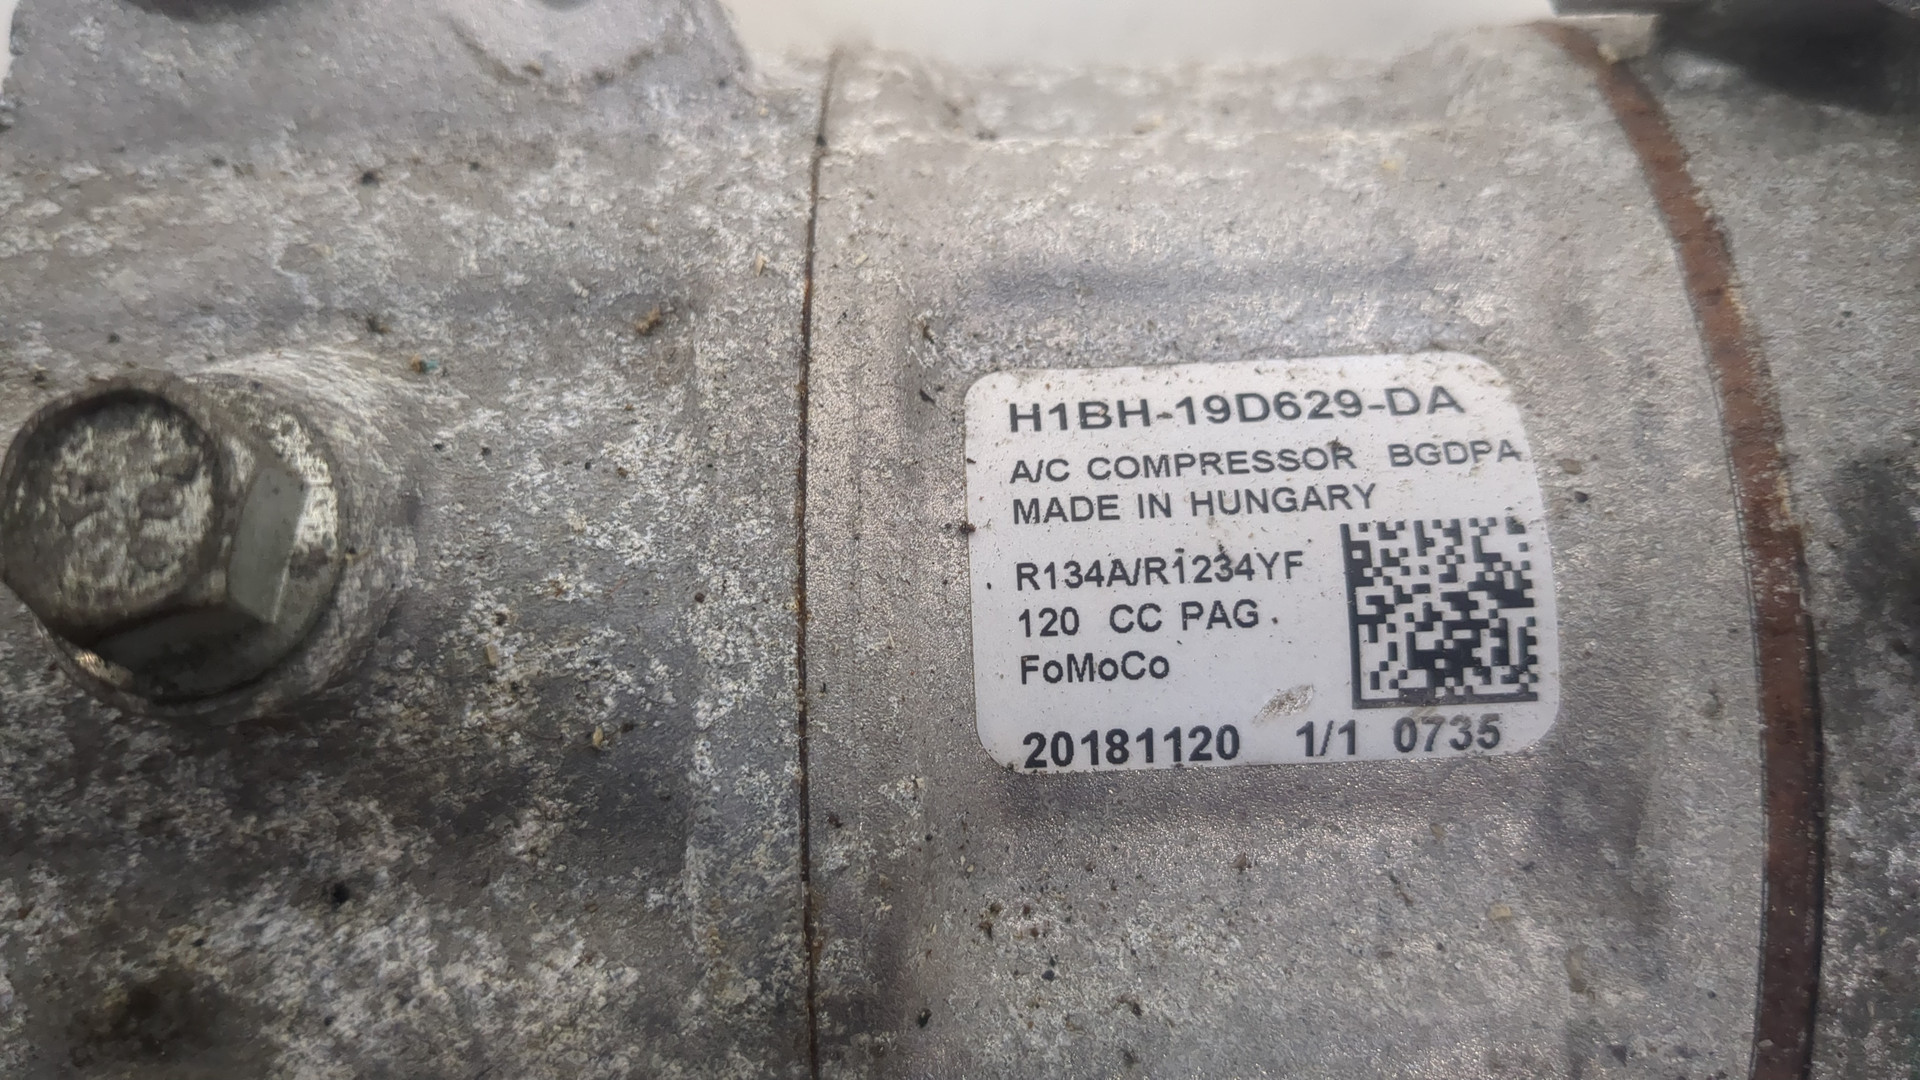 H1BH-19D629-DA
A/C COMPRESSOR BGDPA
MADE IN HUNGARY
R134A/R1234YF
120 CC PAG
FoMoCo
20181120 1/1 0735